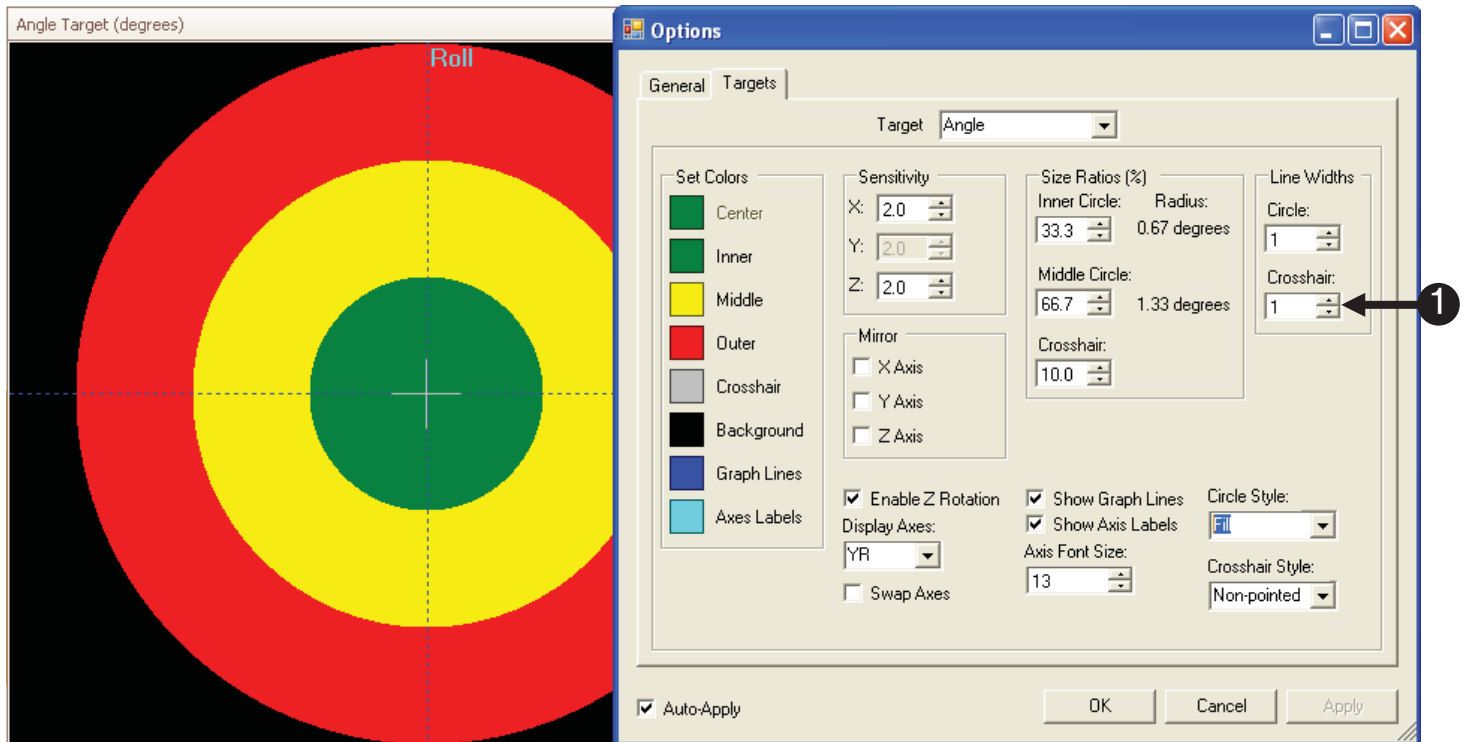 Angle Target (degrees)
Roll
Options
General Targets
Target Angle
Set Colors
Center
Inner
Middle
Outer
Crosshair
Background
Graph Lines
Axes Labels
Sensitivity
X: 2.0
Y: 2.0
Z: 2.0
Mirror
X Axis
Y Axis
Z Axis
Size Ratios (%)
Inner Circle: Radius:
33.3 0.67 degrees
Middle Circle:
66.7 1.33 degrees
Crosshair:
10.0
Line Widths
Circle:
1
Crosshair:
1
1
Enable Z Rotation
Display Axes:
YR
Swap Axes
Show Graph Lines
Show Axis Labels
Axis Font Size:
13
Circle Style:
Fill
Crosshair Style:
Non-pointed
Auto-Apply
OK Cancel Apply